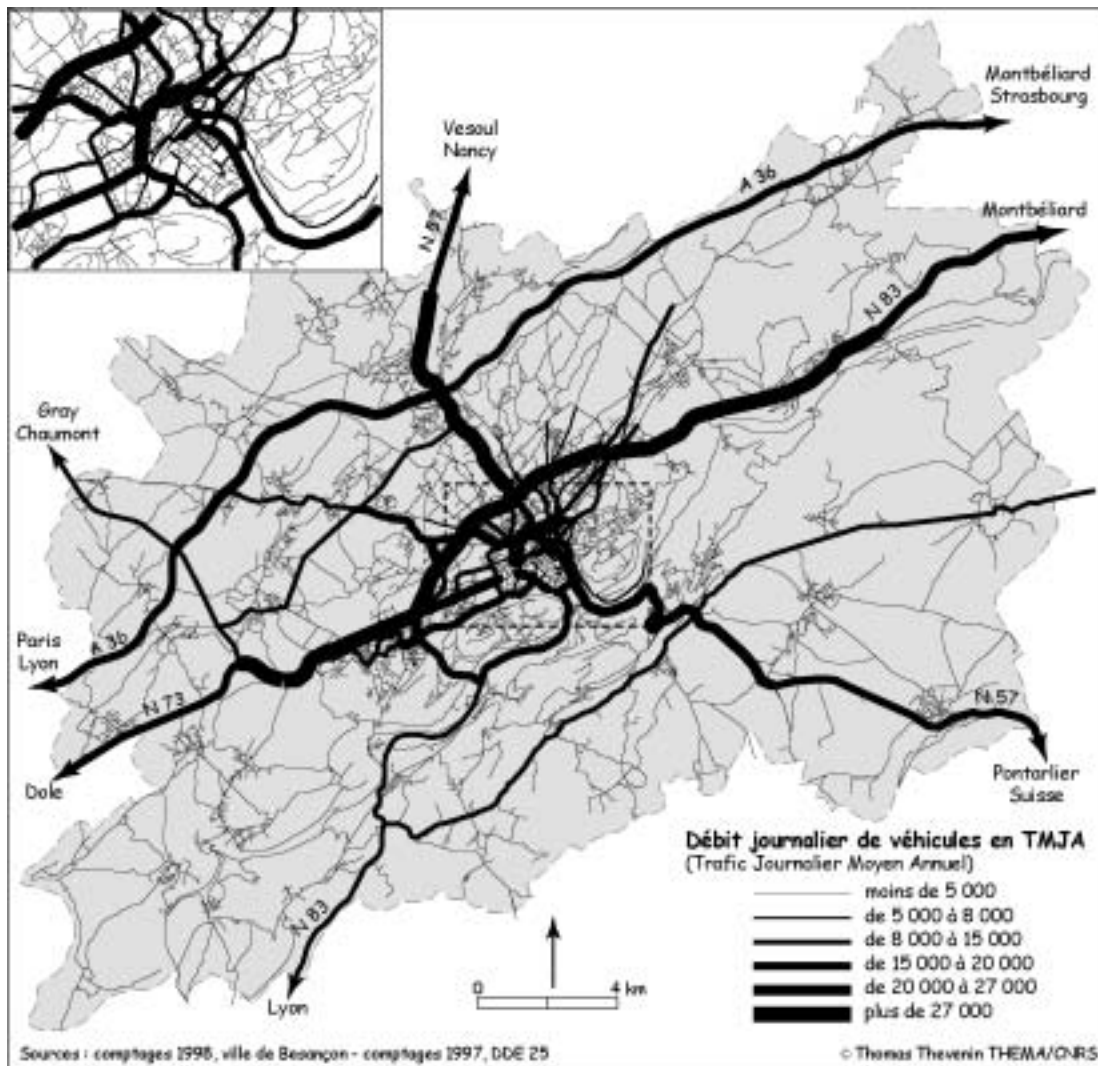 Montbéliard
Strasbourg
Vesoul
Nancy
A 36
Montbéliard
N 57
N 83
Gray
Chaumont
Paris
Lyon
A 36
N 73
N 57
Dole
Pontarlier
Suisse
Débit journalier de véhicules en TMJA
(Trafic Journalier Moyen Annuel)
moins de 5 000
de 5 000 à 8 000
de 8 000 à 15 000
de 15 000 à 20 000
de 20 000 à 27 000
plus de 27 000
N 83
Lyon
0 4 km
Sources : comptages 1998, ville de Besançon - comptages 1997, DDE 25
© Thomas Thevenin THEMA/CNRS